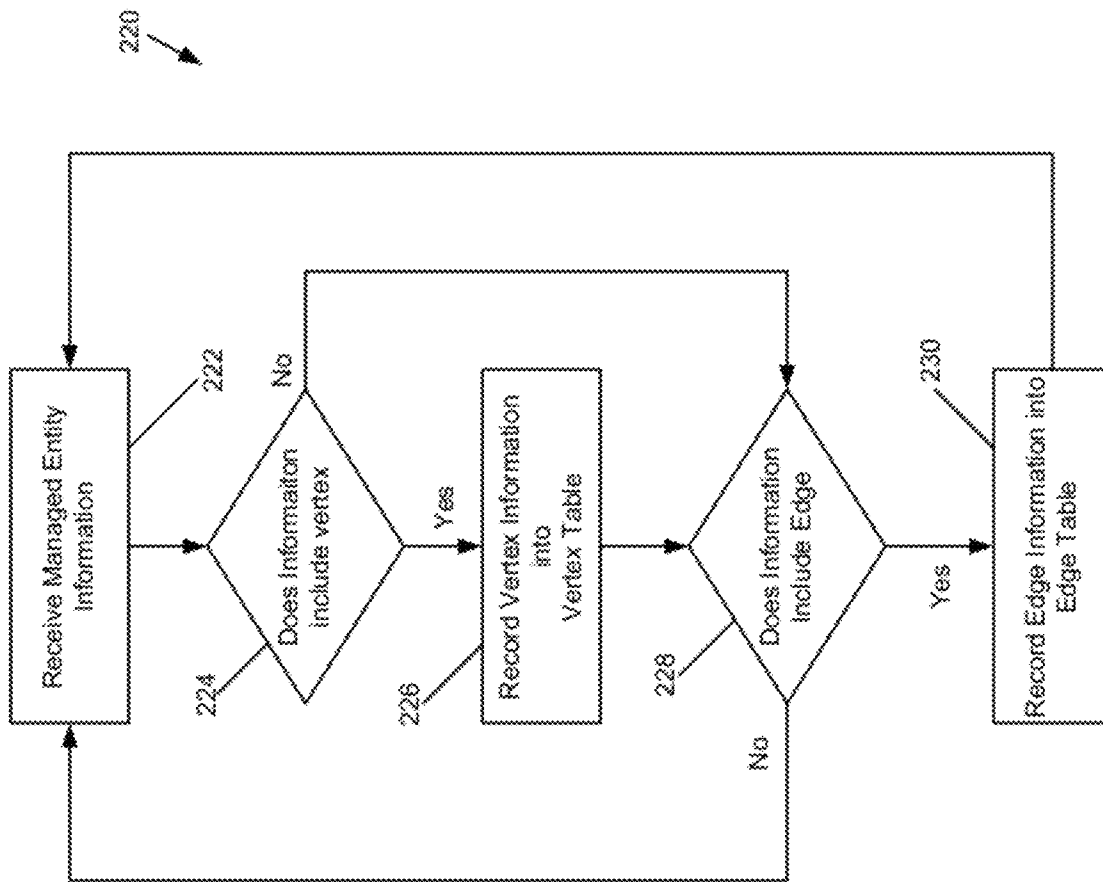 220
Receive Managed Entity
Information
222
Does Informaiton
include vertex
224
No
Yes
Record Vertex Information
into
Vertex Table
226
Does Information
Include Edge
228
No
Yes
230
Record Edge Information into
Edge Table